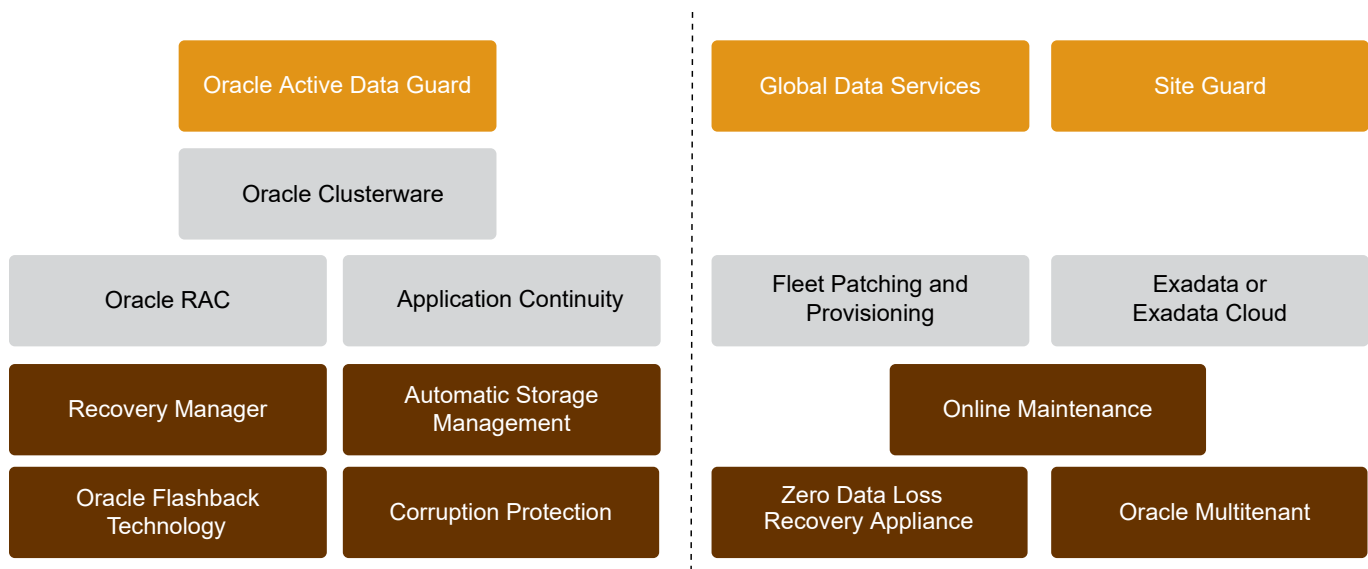 Oracle Active Data Guard
Global Data Services
Site Guard
Oracle Clusterware
Oracle RAC
Application Continuity
Fleet Patching and
Provisioning
Exadata or
Exadata Cloud
Recovery Manager
Automatic Storage
Management
Online Maintenance
Oracle Flashback
Technology
Corruption Protection
Zero Data Loss
Recovery Appliance
Oracle Multitenant